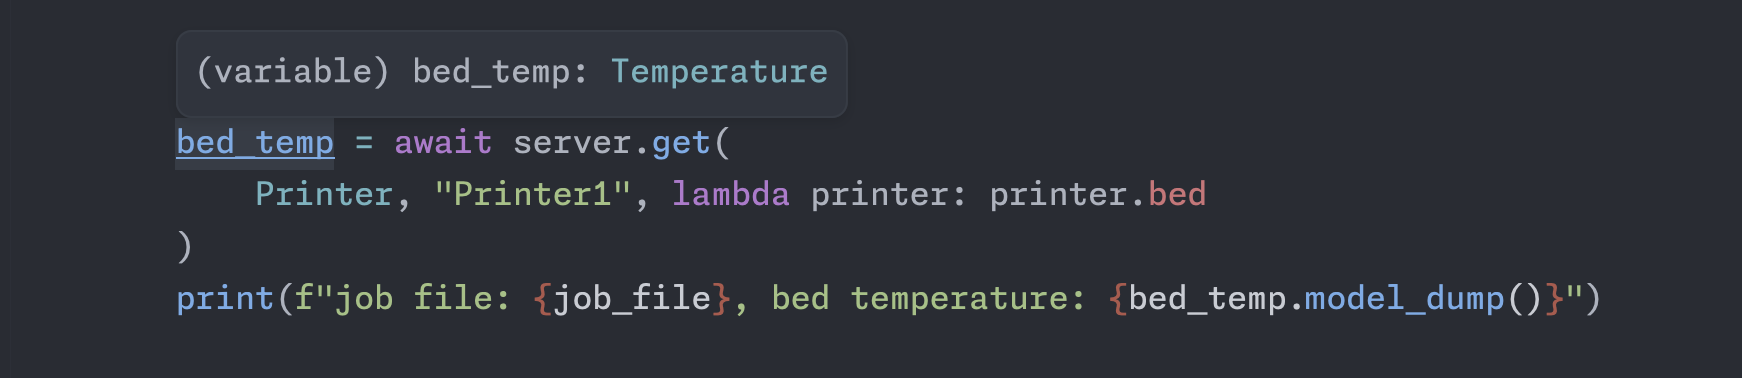 (variable) bed_temp: Temperature
bed_temp = await server.get(
    Printer, "Printer1", lambda printer: printer.bed
)
print(f"job file: {job_file}, bed temperature: {bed_temp.model_dump()}")